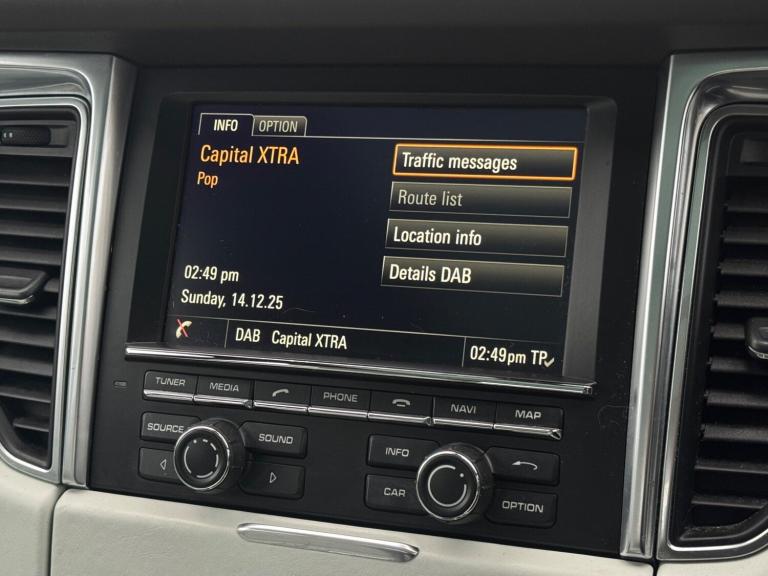 INFO OPTION
Capital XTRA
Pop
Traffic messages
Route list
Location info
Details DAB
02:49 pm
Sunday, 14.12.25
DAB Capital XTRA 02:49pm TP
TUNER MEDIA PHONE NAVI MAP
SOURCE SOUND INFO
CAR OPTION